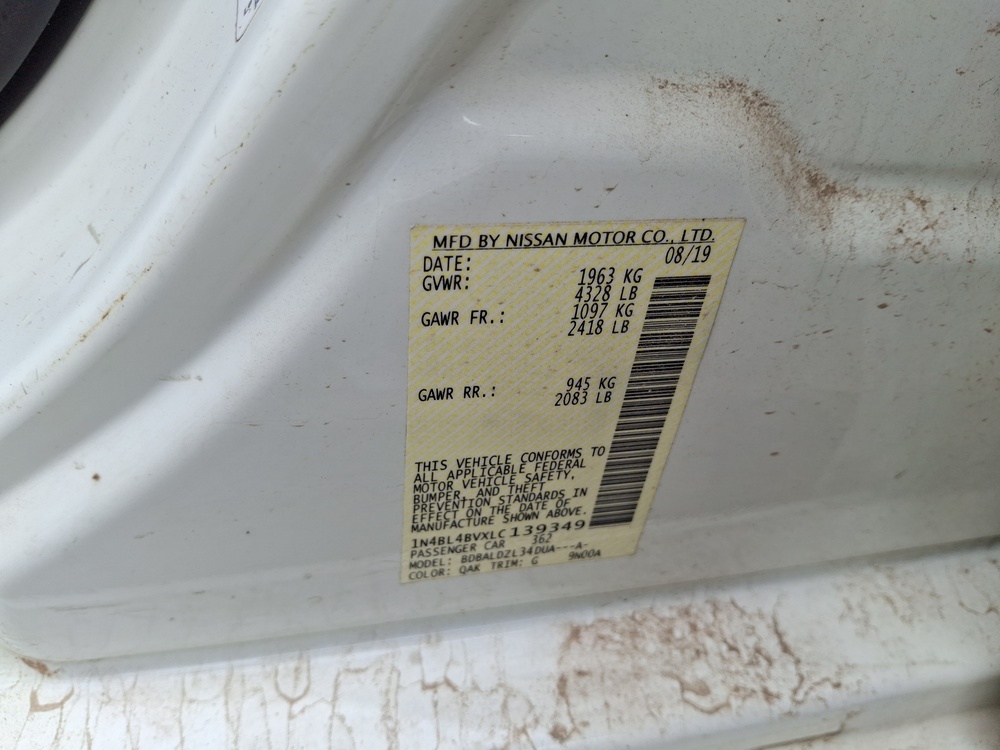 MFD BY NISSAN MOTOR CO., LTD.
DATE: 08/19
GVWR: 1963 KG
4328 LB
GAWR FR.: 1097 KG
2418 LB
GAWR RR.: 945 KG
2083 LB
THIS VEHICLE CONFORMS TO
ALL APPLICABLE FEDERAL
MOTOR VEHICLE SAFETY,
BUMPER, AND THEFT
PREVENTION STANDARDS IN
EFFECT ON THE DATE OF
MANUFACTURE SHOWN ABOVE.
1N4BL4BVXLC139349
PASSENGER CAR 362
MODEL: BDBALDZL34DUA---A-
COLOR: QAK TRIM: G 9N00A